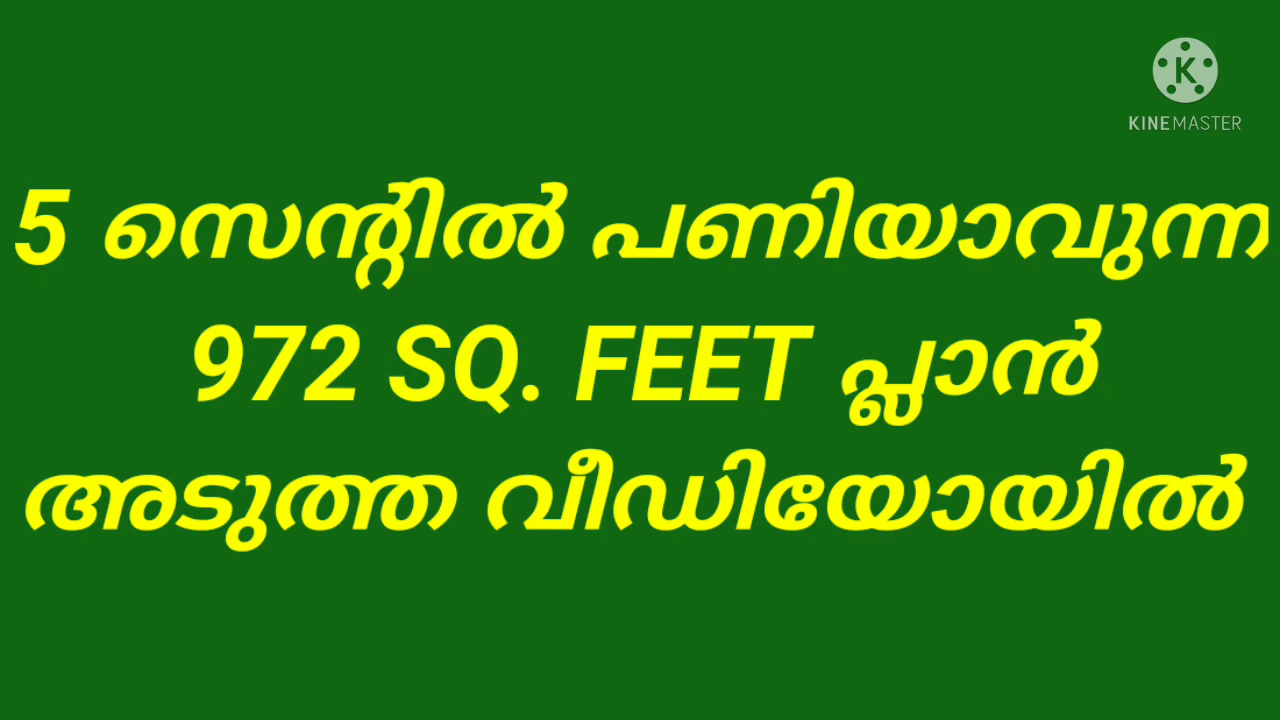 K
KINEMASTER
5 സെന്റിൽ പണിയാവുന്ന
972 SQ. FEET പ്ലാൻ
അടുത്ത വീഡിയോയിൽ